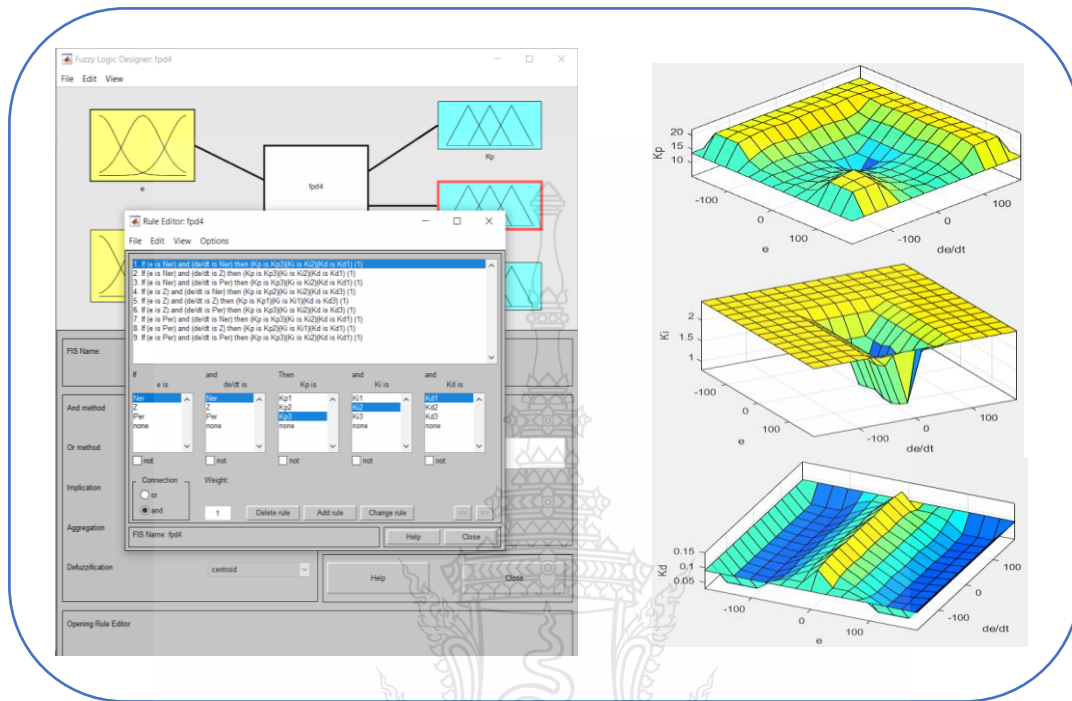 Fuzzy Logic Designer: fpd4
File Edit View
e
fpd4
Kp
Rule Editor: fpd4
File Edit View Options
1. If (e is Ner) and (de/dt is Ner) then (Kp is Kp3)(Ki is Ki2)(Kd is Kd1) (1)
2. If (e is Ner) and (de/dt is Z) then (Kp is Kp3)(Ki is Ki2)(Kd is Kd1) (1)
3. If (e is Ner) and (de/dt is Per) then (Kp is Kp3)(Ki is Ki2)(Kd is Kd1) (1)
4. If (e is Z) and (de/dt is Ner) then (Kp is Kp2)(Ki is Ki2)(Kd is Kd3) (1)
5. If (e is Z) and (de/dt is Z) then (Kp is Kp1)(Ki is Ki1)(Kd is Kd3) (1)
6. If (e is Z) and (de/dt is Per) then (Kp is Kp3)(Ki is Ki2)(Kd is Kd3) (1)
7. If (e is Per) and (de/dt is Ner) then (Kp is Kp3)(Ki is Ki2)(Kd is Kd1) (1)
8. If (e is Per) and (de/dt is Z) then (Kp is Kp2)(Ki is Ki1)(Kd is Kd1) (1)
9. If (e is Per) and (de/dt is Per) then (Kp is Kp3)(Ki is Ki2)(Kd is Kd1) (1)
If and Then and and
e is de/dt is Kp is Ki is Kd is
Ner Ner Kp1 Ki1 Kd1
Z Z Kp2 Ki2 Kd2
Per Per Kp3 Ki3 Kd3
none none none none none
not not not not not
Connection Weight:
or
and 1 Delete rule Add rule Change rule << >>
FIS Name: fpd4 Help Close
FIS Name:
And method
Or method
Implication
Aggregation
Defuzzification centroid
Help Close
Opening Rule Editor
Kp
20
15
10
-100 0 100
e
-100 0 100
de/dt
Ki
2
1.5
1
-100 0 100
e
-100 0 100
de/dt
Kd
0.15
0.1
0.05
-100 0 100
e
-100 0 100
de/dt